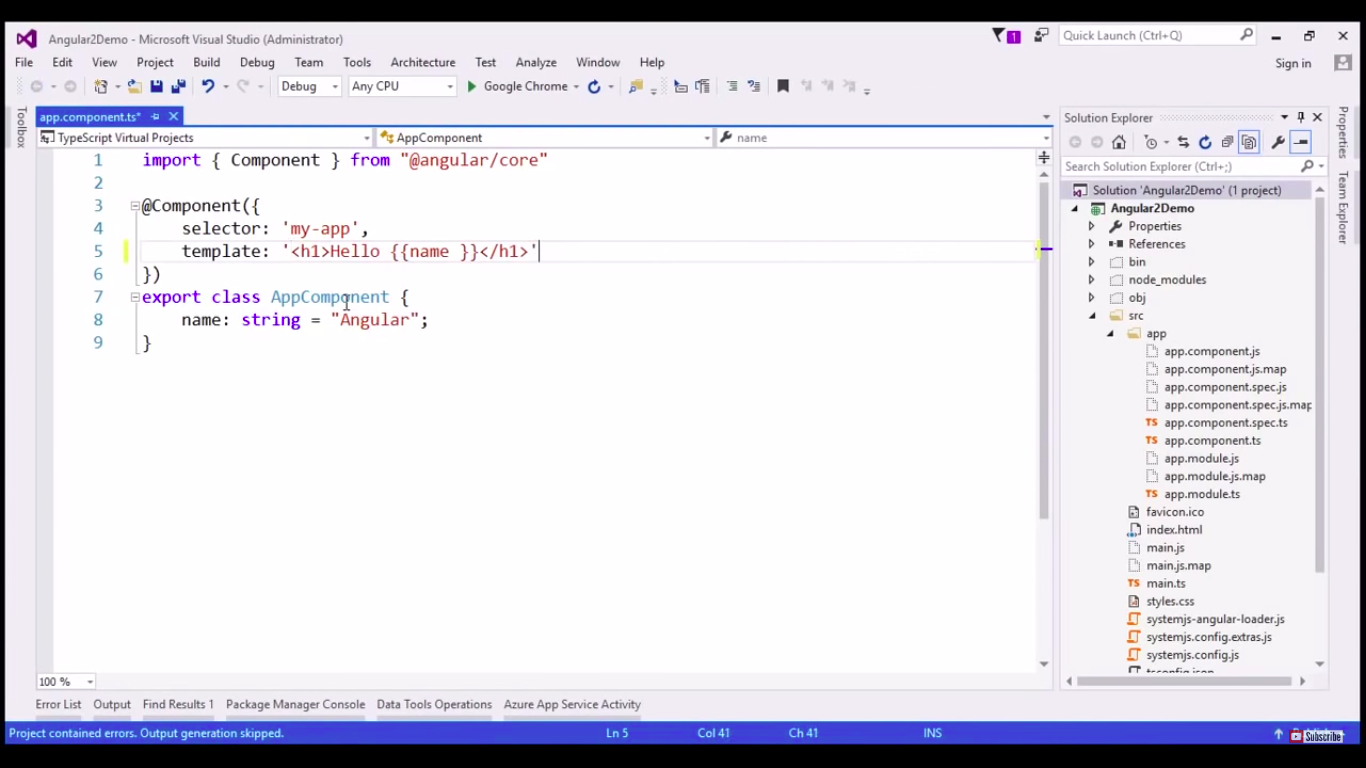 Angular2Demo - Microsoft Visual Studio (Administrator)
1
Quick Launch (Ctrl+Q)
File Edit View Project Build Debug Team Tools Architecture Test Analyze Window Help
Sign in
Debug Any CPU Google Chrome
Toolbox
app.component.ts*
TypeScript Virtual Projects AppComponent name
1 import { Component } from "@angular/core"
2
3 @Component({
4 selector: 'my-app',
5 template: '<h1>Hello {{name }}</h1>'
6 })
7 export class AppComponent {
8 name: string = "Angular";
9 }
100 %
Solution Explorer
Search Solution Explorer (Ctrl+;)
Solution 'Angular2Demo' (1 project)
Angular2Demo
Properties
References
bin
node_modules
obj
src
app
app.component.js
app.component.js.map
app.component.spec.js
app.component.spec.js.map
app.component.spec.ts
app.component.ts
app.module.js
app.module.js.map
app.module.ts
favicon.ico
index.html
main.js
main.js.map
main.ts
styles.css
systemjs-angular-loader.js
systemjs.config.extras.js
systemjs.config.js
tsconfig.json
Properties
Team Explorer
Error List Output Find Results 1 Package Manager Console Data Tools Operations Azure App Service Activity
Project contained errors. Output generation skipped. Ln 5 Col 41 Ch 41 INS
Subscribe